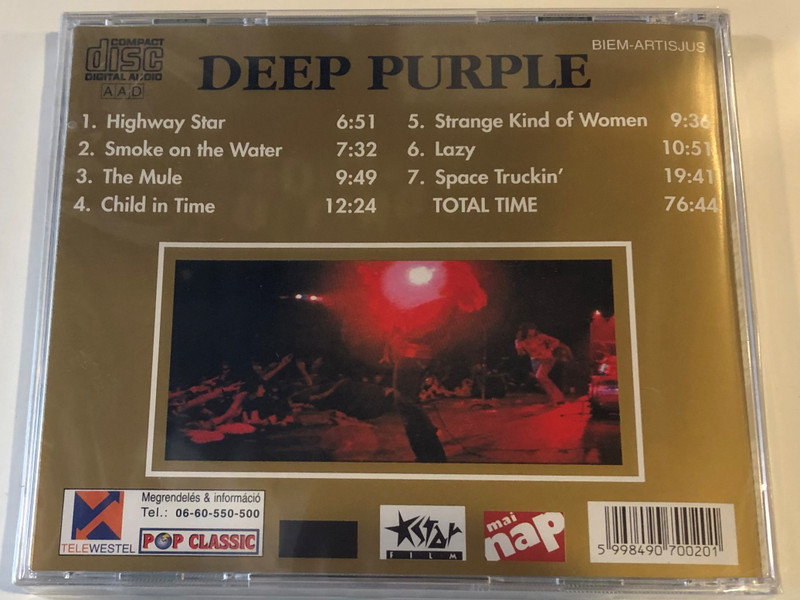 COMPACT
disc
DIGITAL AUDIO
AAD
BIEM-ARTISJUS
DEEP PURPLE
1. Highway Star 6:51
2. Smoke on the Water 7:32
3. The Mule 9:49
4. Child in Time 12:24
5. Strange Kind of Women 9:36
6. Lazy 10:51
7. Space Truckin' 19:41
TOTAL TIME 76:44
TELEWESTEL
Megrendelés & információ
Tel.: 06-60-550-500
POP CLASSIC
STAR
FILM
mai
nap
5 998490 700201